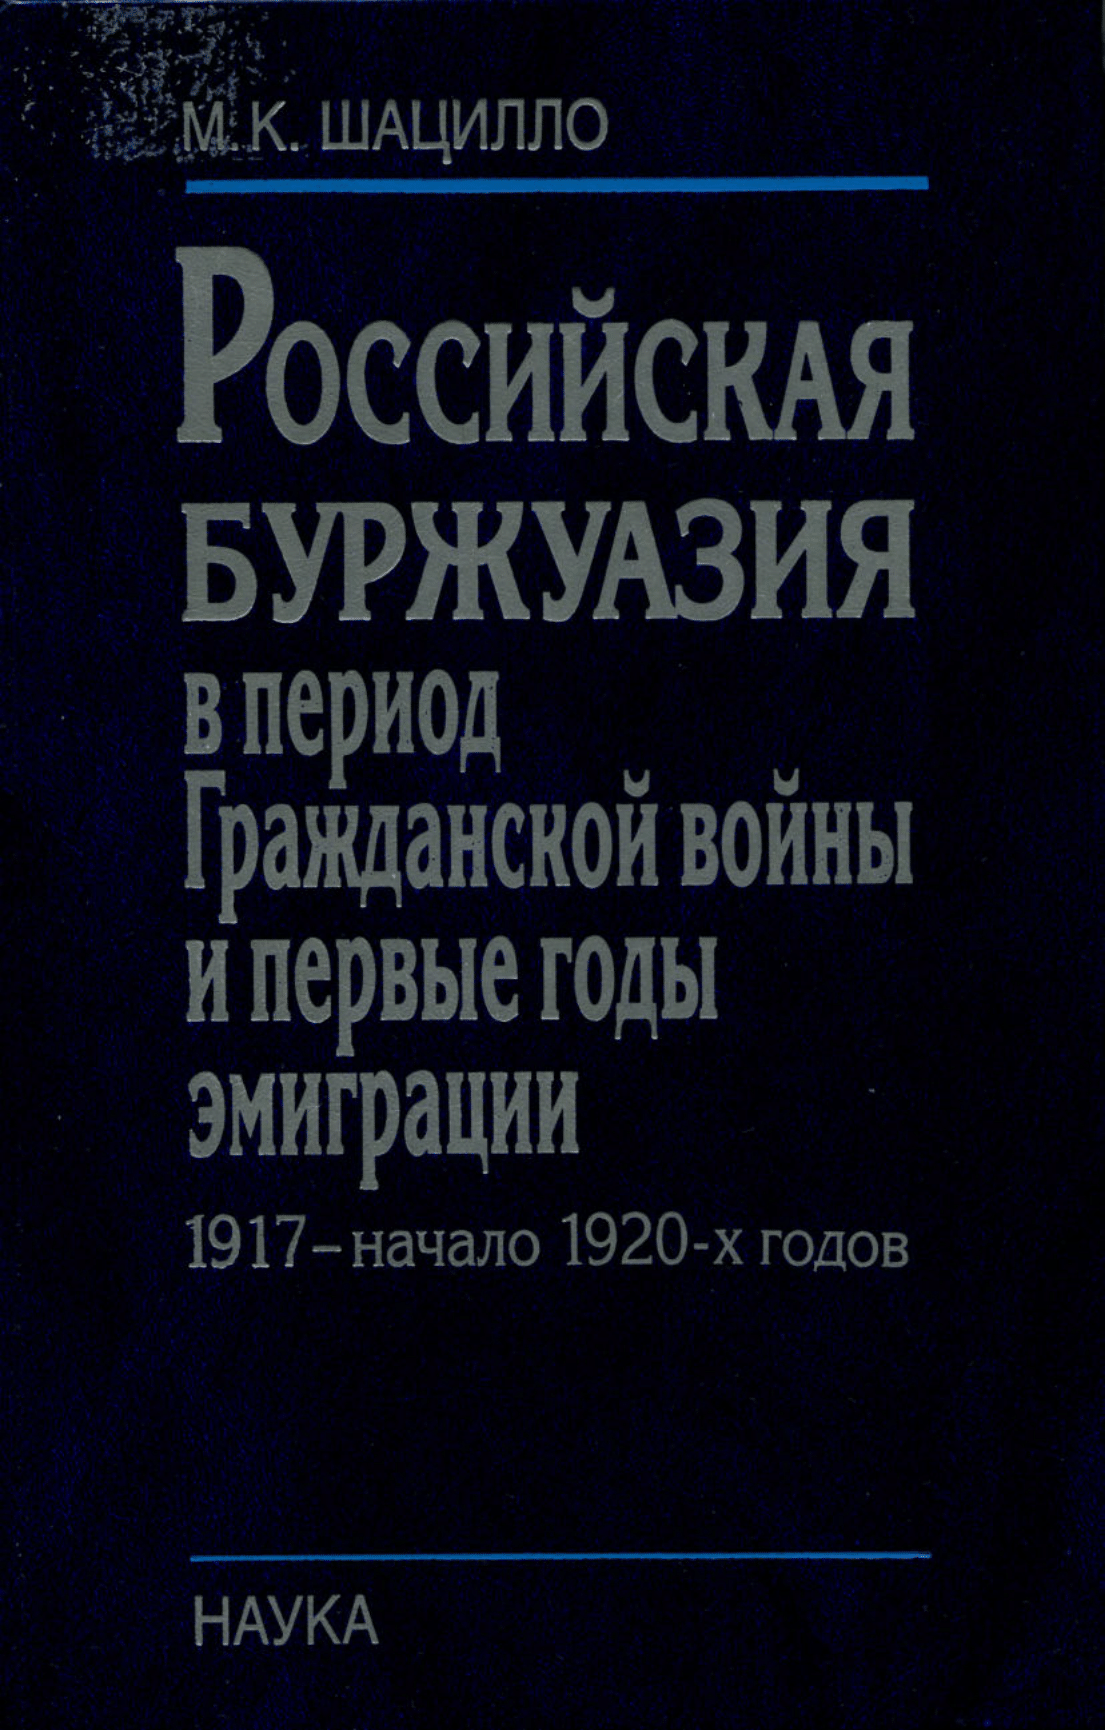 М. К. ШАЦИЛЛО
РОССИЙСКАЯ
БУРЖУАЗИЯ
в период
Гражданской войны
и первые годы
эмиграции
1917–начало 1920-х годов
НАУКА